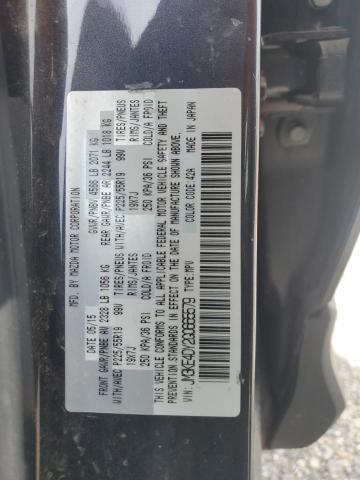 MFD. BY
MAZDA MOTOR CORPORATION
DATE 05/15
GVWR/PNBV 4566 LB 2071 KG
FRONT GAWR/PNBE AV 2328 LB 1056 KG
REAR GAWR/PNBE AR 2244 LB 1018 KG
WITH/AVEC P225/55R19 99V TIRES/PNEUS
19X7J RIMS/JANTES
250 KPA/36 PSI COLD/A FROID
WITH/AVEC P225/55R19 99V TIRES/PNEUS
19X7J RIMS/JANTES
250 KPA/36 PSI COLD/A FROID
THIS VEHICLE CONFORMS TO ALL APPLICABLE FEDERAL MOTOR VEHICLE SAFETY AND THEFT
PREVENTION STANDARDS IN EFFECT ON THE DATE OF MANUFACTURE SHOWN ABOVE.
COLOR CODE 42A MADE IN JAPAN
VIN: JM3KE4DY2G0666579 TYPE: MPV